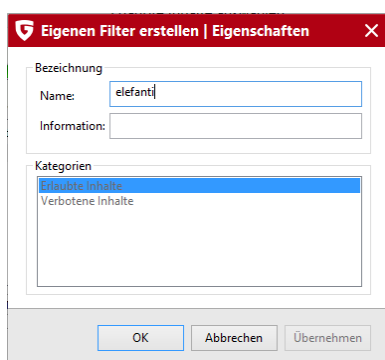 Eigenen Filter erstellen | Eigenschaften
Bezeichnung
Name: elefanti
Information:
Kategorien
Erlaubte Inhalte
Verbotene Inhalte
OK Abbrechen Übernehmen